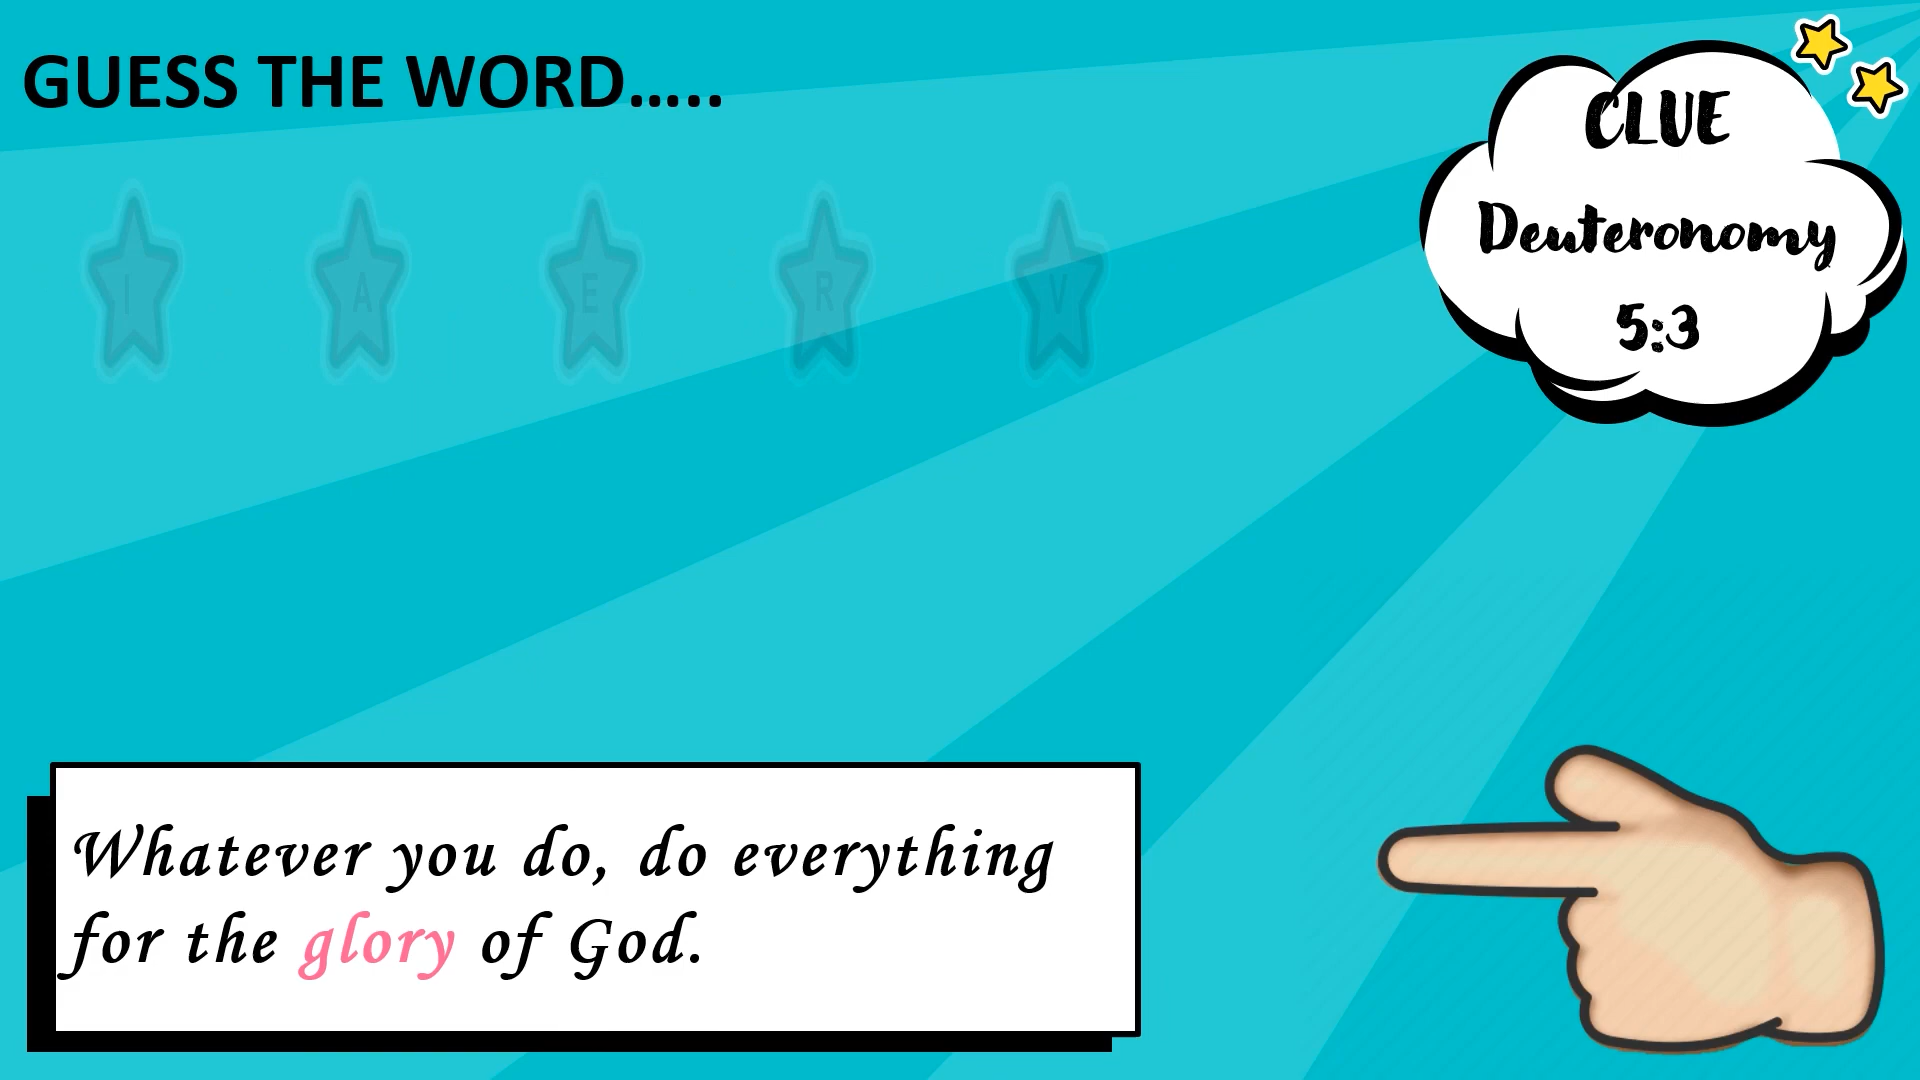 GUESS THE WORD.....
CLUE
Deuteronomy
5:3
I A E R V
Whatever you do, do everything
for the glory of God.